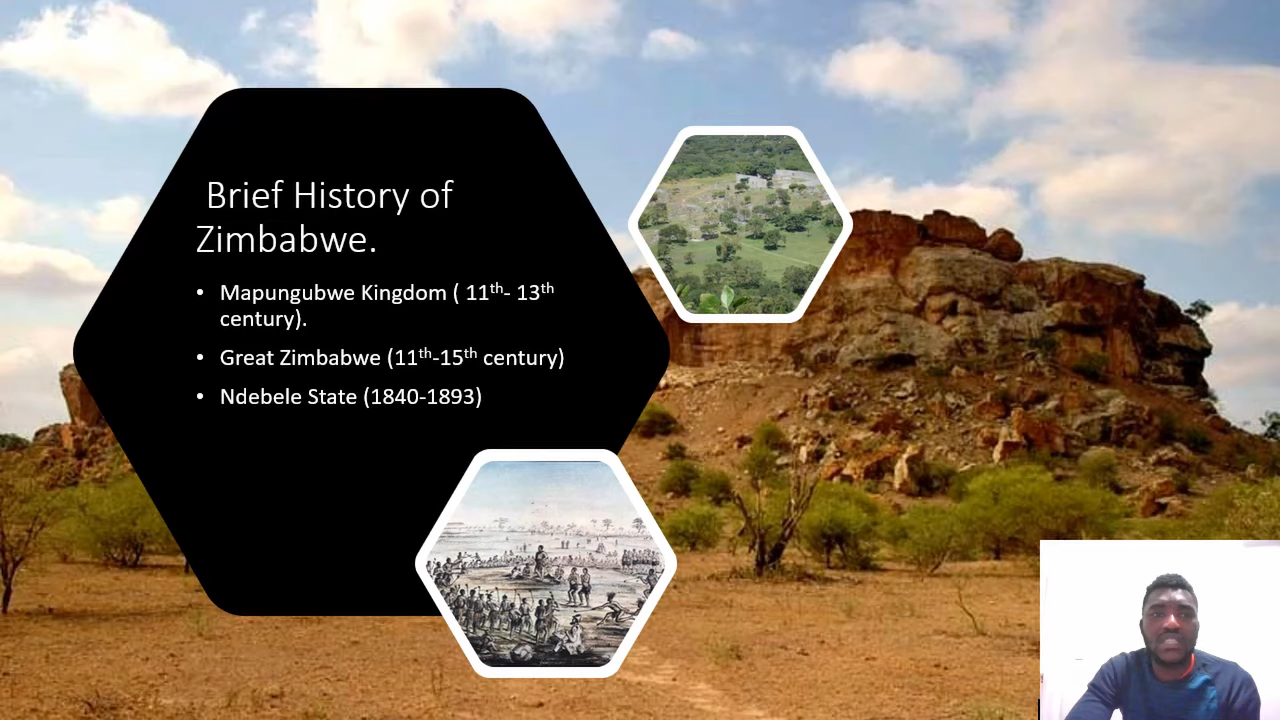 Brief History of
Zimbabwe.
• Mapungubwe Kingdom ( 11th- 13th
century).
• Great Zimbabwe (11th-15th century)
• Ndebele State (1840-1893)